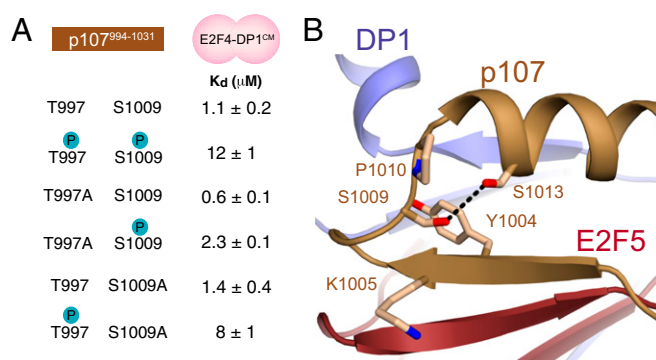 A
p107⁹⁹⁴⁻¹⁰³¹ E2F4-DP1ᶜᴹ
Kd (μM)
T997 S1009 1.1 ± 0.2
P P
T997 S1009 12 ± 1
T997A S1009 0.6 ± 0.1
P
T997A S1009 2.3 ± 0.1
T997 S1009A 1.4 ± 0.4
P
T997 S1009A 8 ± 1
B
DP1
p107
P1010
S1009
S1013
Y1004
E2F5
K1005